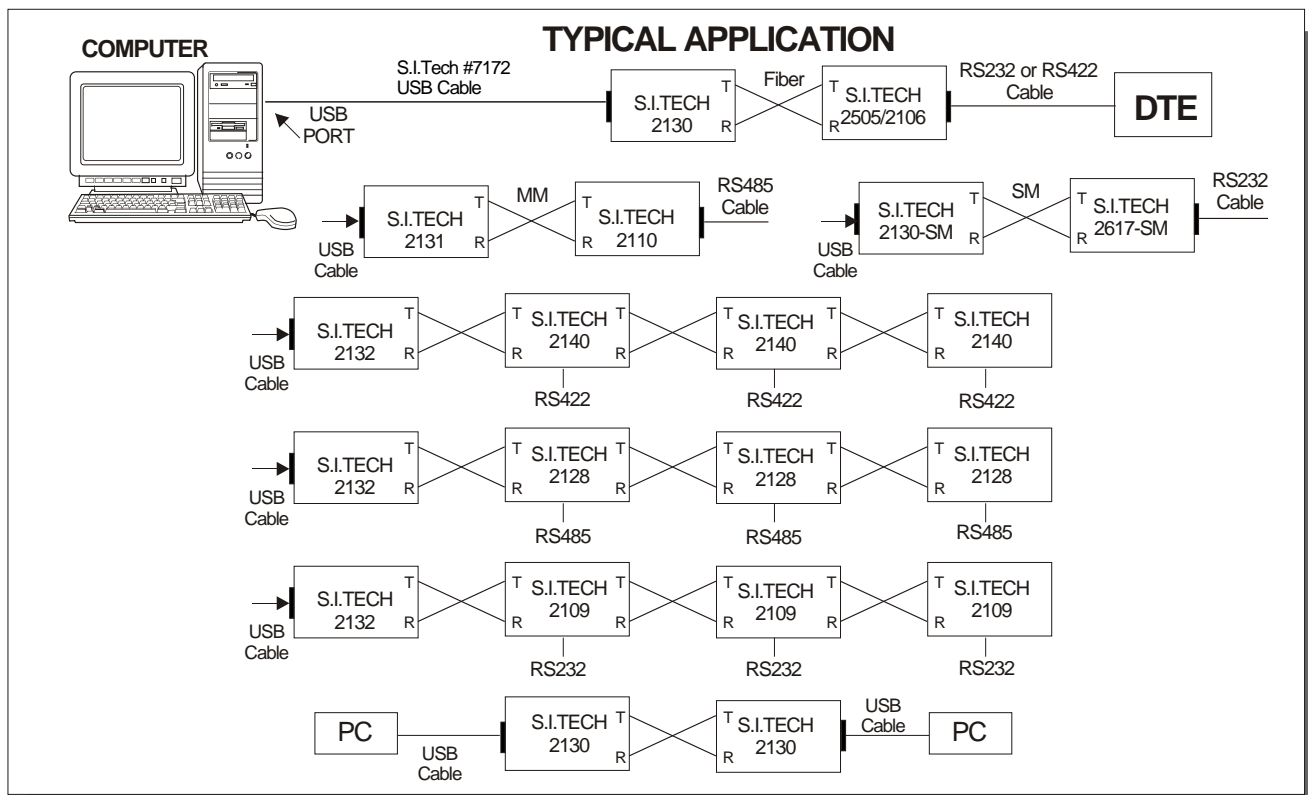 TYPICAL APPLICATION
COMPUTER
S.I.Tech #7172
USB Cable
USB
PORT
S.I.TECH
2130
T
R
Fiber
T
R
S.I.TECH
2505/2106
RS232 or RS422
Cable
DTE
USB
Cable
S.I.TECH
2131
T
R
MM
T
R
S.I.TECH
2110
RS485
Cable
USB
Cable
S.I.TECH
2130-SM
T
R
SM
T
R
S.I.TECH
2617-SM
RS232
Cable
USB
Cable
S.I.TECH
2132
T
R
T
R
S.I.TECH
2140
T
R
T
R
S.I.TECH
2140
T
R
T
R
S.I.TECH
2140
RS422
RS422
RS422
USB
Cable
S.I.TECH
2132
T
R
T
R
S.I.TECH
2128
T
R
T
R
S.I.TECH
2128
T
R
T
R
S.I.TECH
2128
RS485
RS485
RS485
USB
Cable
S.I.TECH
2132
T
R
T
R
S.I.TECH
2109
T
R
T
R
S.I.TECH
2109
T
R
T
R
S.I.TECH
2109
RS232
RS232
RS232
PC
USB
Cable
S.I.TECH
2130
T
R
T
R
S.I.TECH
2130
USB
Cable
PC